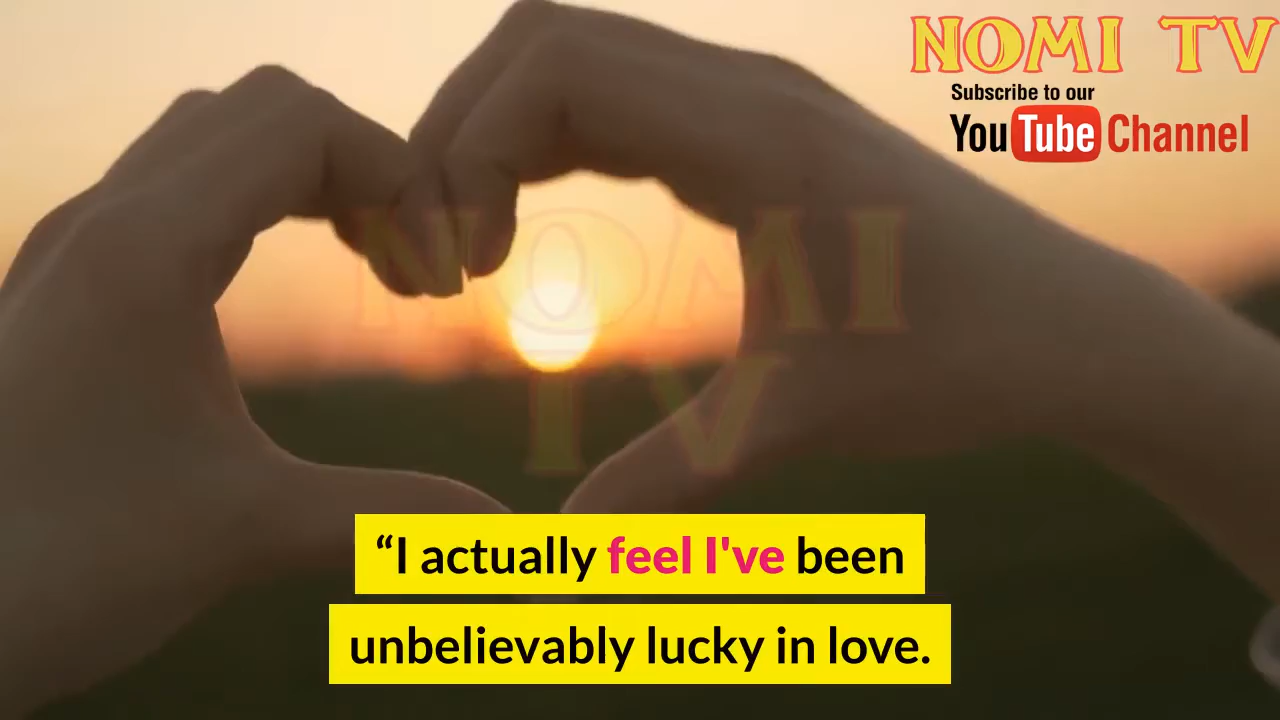 NOMI TV
Subscribe to our
YouTube Channel
NOMI
TV
“I actually feel I've been
unbelievably lucky in love.